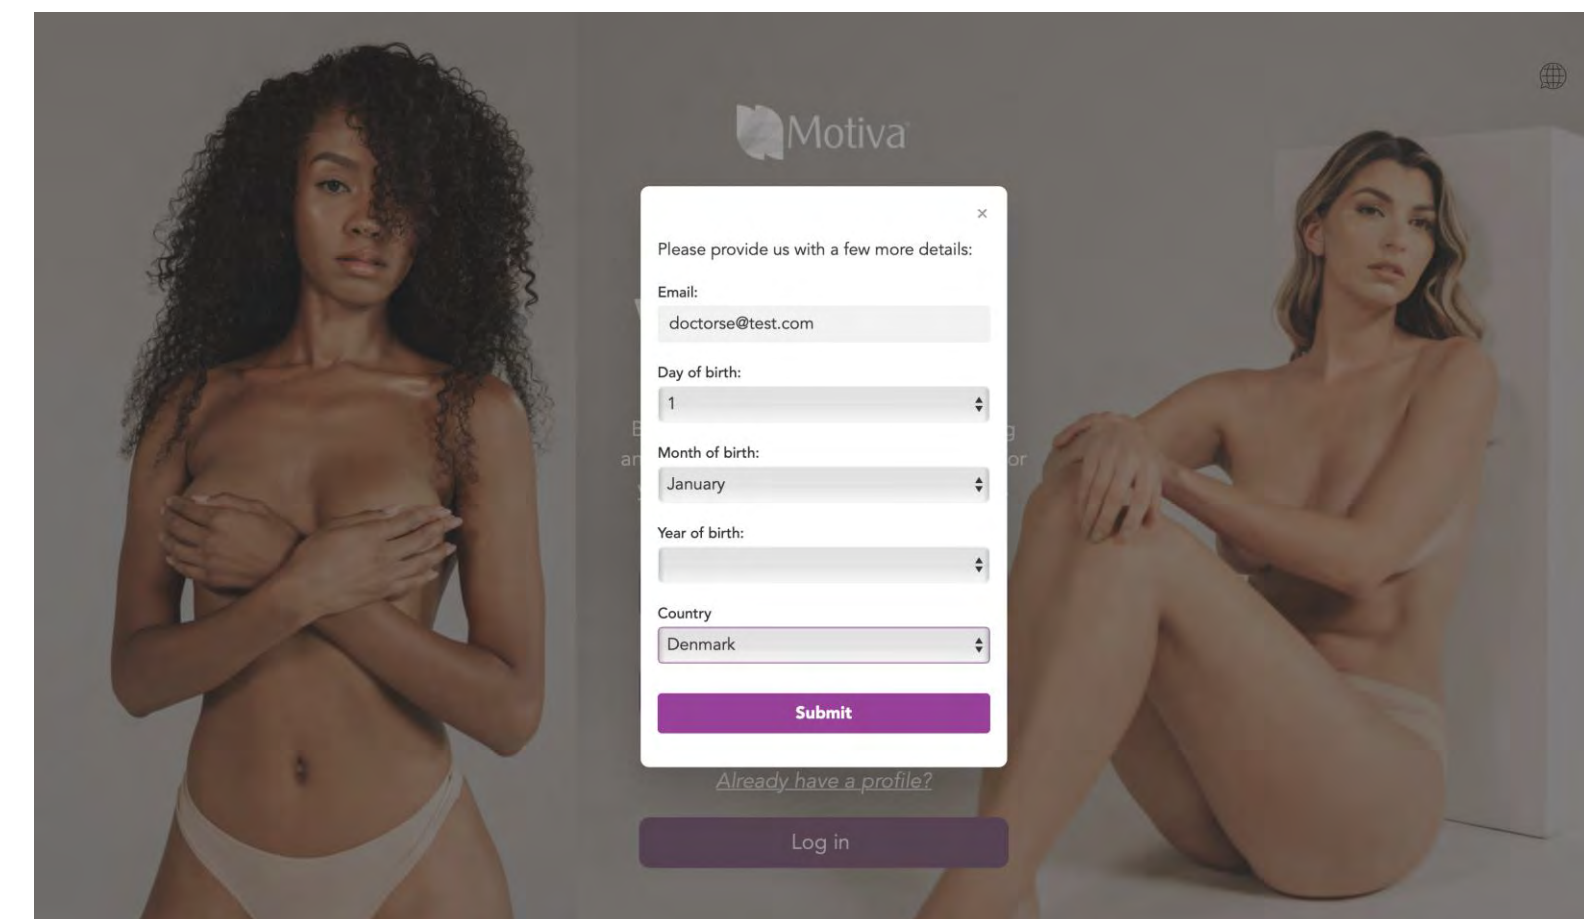 Motiva
×
Please provide us with a few more details:
Email:
doctorse@test.com
Day of birth:
1
Month of birth:
January
Year of birth:
Country
Denmark
Submit
Already have a profile?
Log in